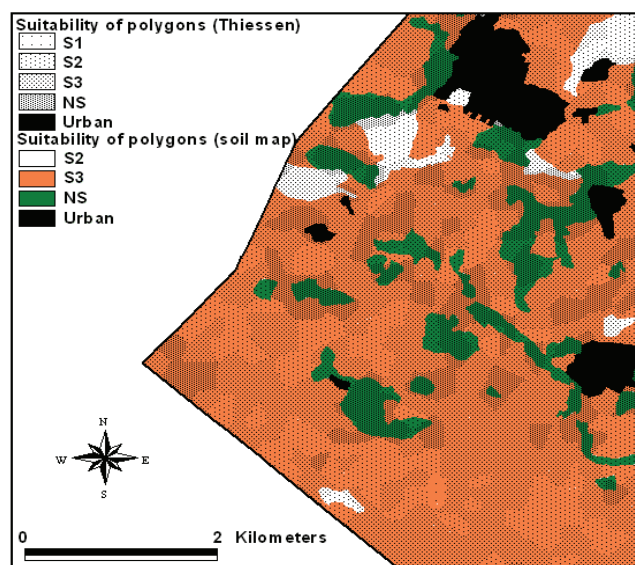 Suitability of polygons (Thiessen)
S1
S2
S3
NS
Urban
Suitability of polygons (soil map)
S2
S3
NS
Urban
N
W E
S
0 2 Kilometers